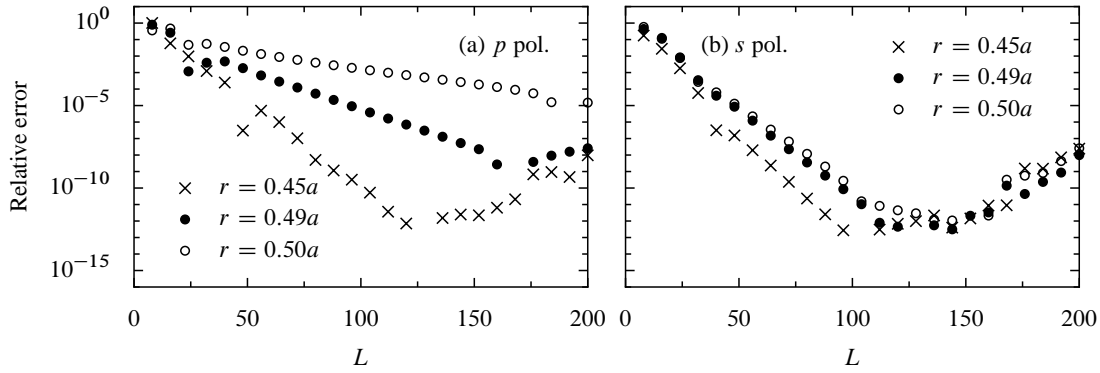 Relative error
10^0
10^−5
10^−10
10^−15
(a) p pol.
× r = 0.45a
● r = 0.49a
○ r = 0.50a
0 50 100 150 200
L
(b) s pol.
× r = 0.45a
● r = 0.49a
○ r = 0.50a
0 50 100 150 200
L